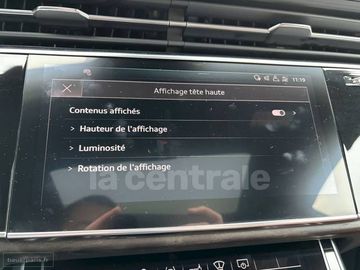 11:19
Affichage tête haute
Contenus affichés
> Hauteur de l'affichage
> Luminosité
> Rotation de l'affichage
la centrale